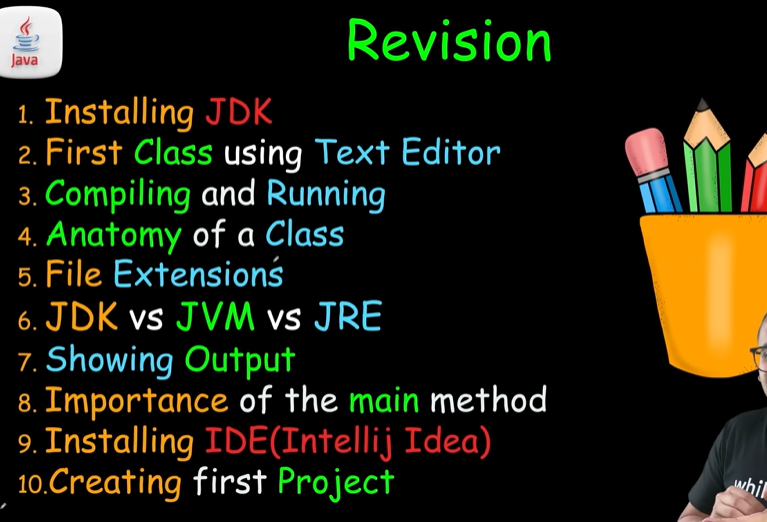 Java
Revision
1. Installing JDK
2. First Class using Text Editor
3. Compiling and Running
4. Anatomy of a Class
5. File Extensions
6. JDK vs JVM vs JRE
7. Showing Output
8. Importance of the main method
9. Installing IDE(Intellij Idea)
10.Creating first Project